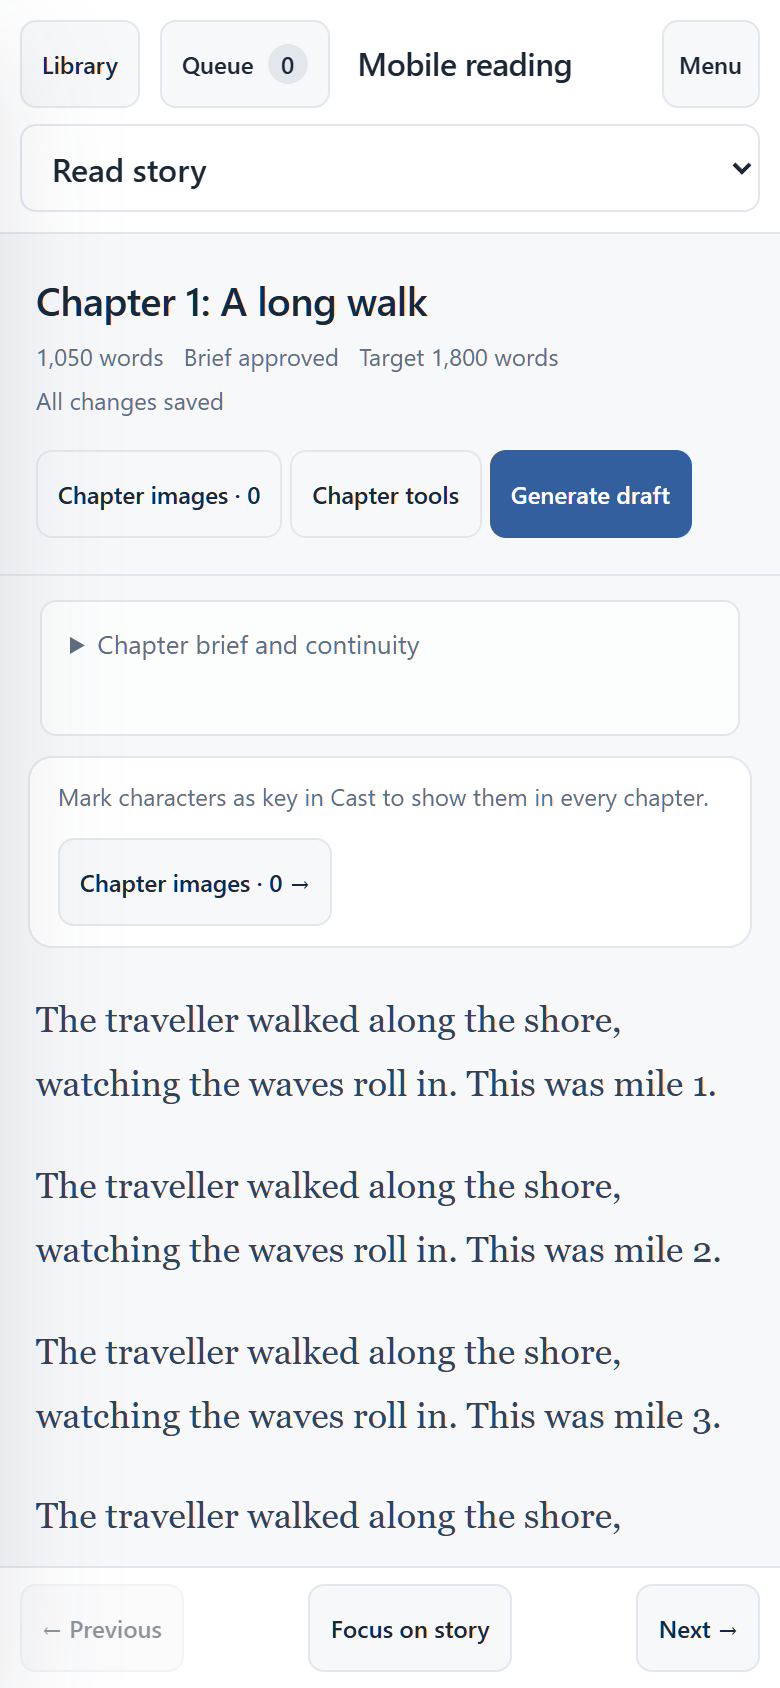 Library Queue 0 Mobile reading Menu
Read story
Chapter 1: A long walk
1,050 words Brief approved Target 1,800 words
All changes saved
Chapter images · 0 Chapter tools Generate draft
▶ Chapter brief and continuity
Mark characters as key in Cast to show them in every chapter.
Chapter images · 0 →
The traveller walked along the shore,
watching the waves roll in. This was mile 1.
The traveller walked along the shore,
watching the waves roll in. This was mile 2.
The traveller walked along the shore,
watching the waves roll in. This was mile 3.
The traveller walked along the shore,
← Previous Focus on story Next →